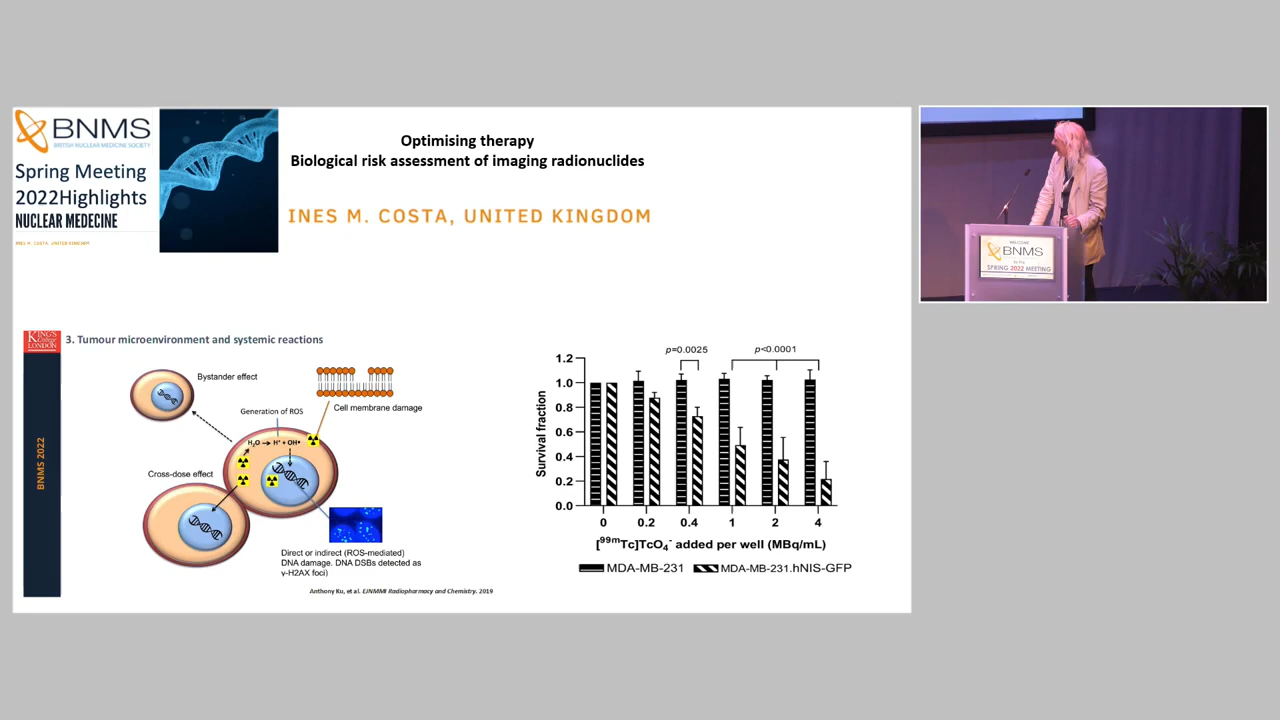 BNMS
BRITISH NUCLEAR MEDICINE SOCIETY
Spring Meeting
2022Highlights
NUCLEAR MEDECINE
INES M. COSTA, UNITED KINGDOM
Optimising therapy
Biological risk assessment of imaging radionuclides
INES M. COSTA, UNITED KINGDOM
KING'S
College
LONDON
BNMS 2022
3. Tumour microenvironment and systemic reactions
Bystander effect
Generation of ROS
Cell membrane damage
H₂O → H• + OH•
Cross-dose effect
Direct or indirect (ROS-mediated)
DNA damage. DNA DSBs detected as
γ-H2AX foci)
Anthony Ku, et al. EJNMMI Radiopharmacy and Chemistry. 2019
p=0.0025
p<0.0001
Survival fraction
1.2
1.0
0.8
0.6
0.4
0.2
0.0
0 0.2 0.4 1 2 4
[⁹⁹ᵐTc]TcO₄⁻ added per well (MBq/mL)
MDA-MB-231 MDA-MB-231.hNIS-GFP
WELCOME
BNMS
to the
SPRING 2022 MEETING